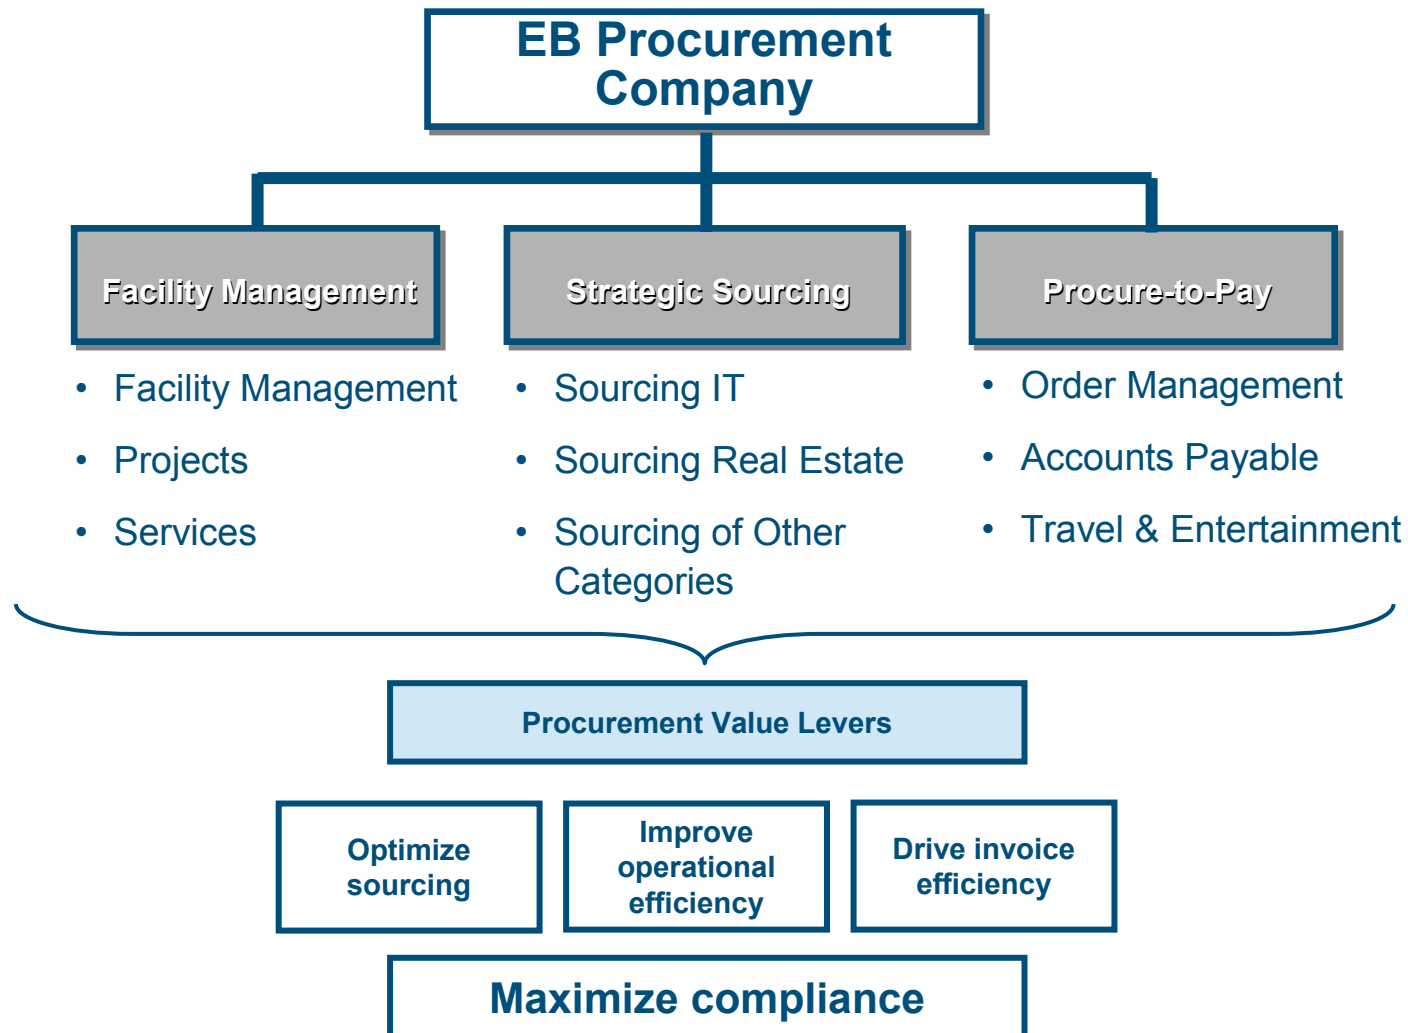 EB Procurement
Company
Facility Management
Strategic Sourcing
Procure-to-Pay
• Facility Management
• Projects
• Services
• Sourcing IT
• Sourcing Real Estate
• Sourcing of Other
Categories
• Order Management
• Accounts Payable
• Travel & Entertainment
Procurement Value Levers
Optimize
sourcing
Improve
operational
efficiency
Drive invoice
efficiency
Maximize compliance